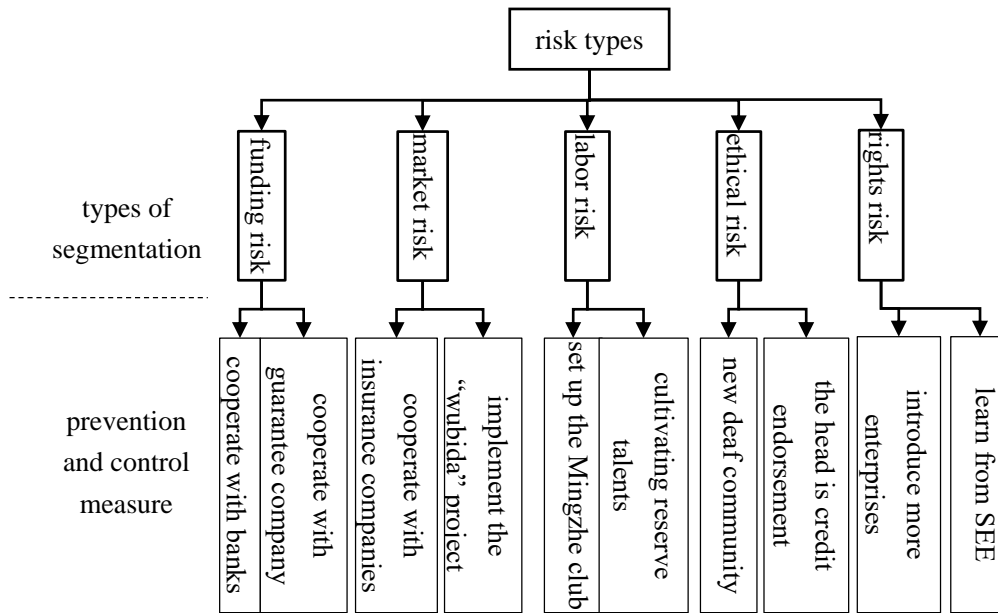 risk types
types of
segmentation
funding risk
market risk
labor risk
ethical risk
rights risk
prevention
and control
measure
cooperate with banks
cooperate with
guarantee company
cooperate with
insurance companies
implement the
“wubida” project
set up the Mingzhe club
cultivating reserve
talents
new deaf community
the head is credit
endorsement
introduce more
enterprises
learn from SEE